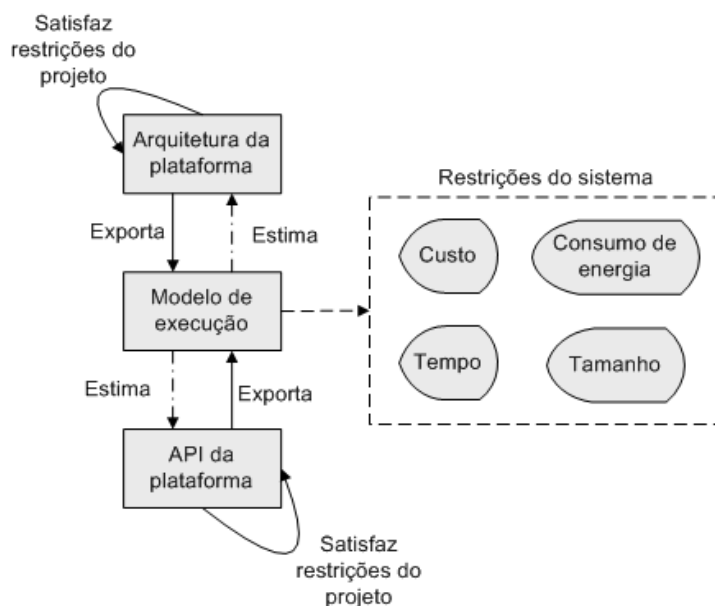 Satisfaz
restrições do
projeto
Arquitetura da
plataforma
Exporta
Estima
Modelo de
execução
Estima
Exporta
API da
plataforma
Satisfaz
restrições do
projeto
Restrições do sistema
Custo
Consumo de
energia
Tempo
Tamanho